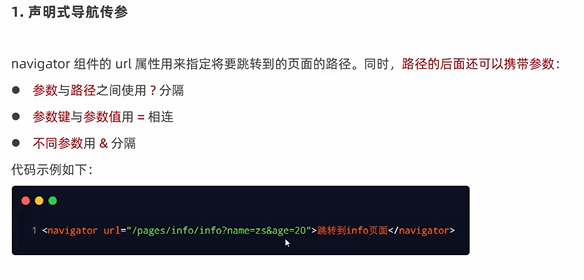 1. 声明式导航传参
navigator 组件的 url 属性用来指定将要跳转到的页面的路径。同时，路径的后面还可以携带参数：
● 参数与路径之间使用 ? 分隔
● 参数键与参数值用 = 相连
● 不同参数用 & 分隔
代码示例如下：
1 <navigator url="/pages/info/info?name=zs&age=20">跳转到info页面</navigator>